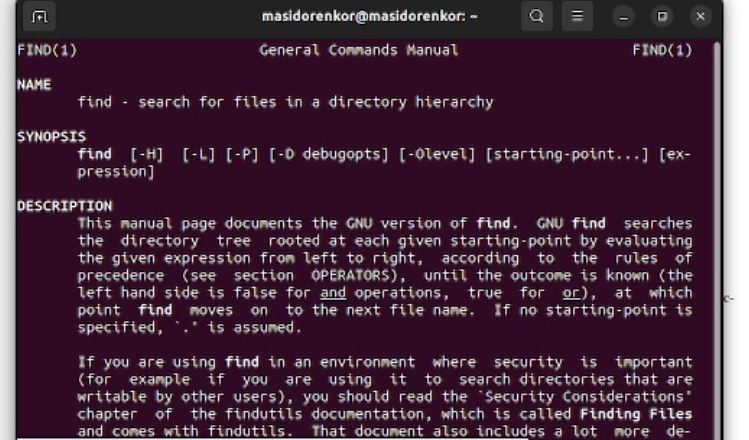 masidorenkor@masidorenkor: ~
FIND(1) General Commands Manual FIND(1)
NAME
find - search for files in a directory hierarchy
SYNOPSIS
find [-H] [-L] [-P] [-D debugopts] [-Olevel] [starting-point...] [ex-
pression]
DESCRIPTION
This manual page documents the GNU version of find. GNU find searches
the directory tree rooted at each given starting-point by evaluating
the given expression from left to right, according to the rules of
precedence (see section OPERATORS), until the outcome is known (the
left hand side is false for and operations, true for or), at which
point find moves on to the next file name. If no starting-point is
specified, `.' is assumed.
If you are using find in an environment where security is important
(for example if you are using it to search directories that are
writable by other users), you should read the `Security Considerations'
chapter of the findutils documentation, which is called Finding Files
and comes with findutils. That document also includes a lot more de-
c-